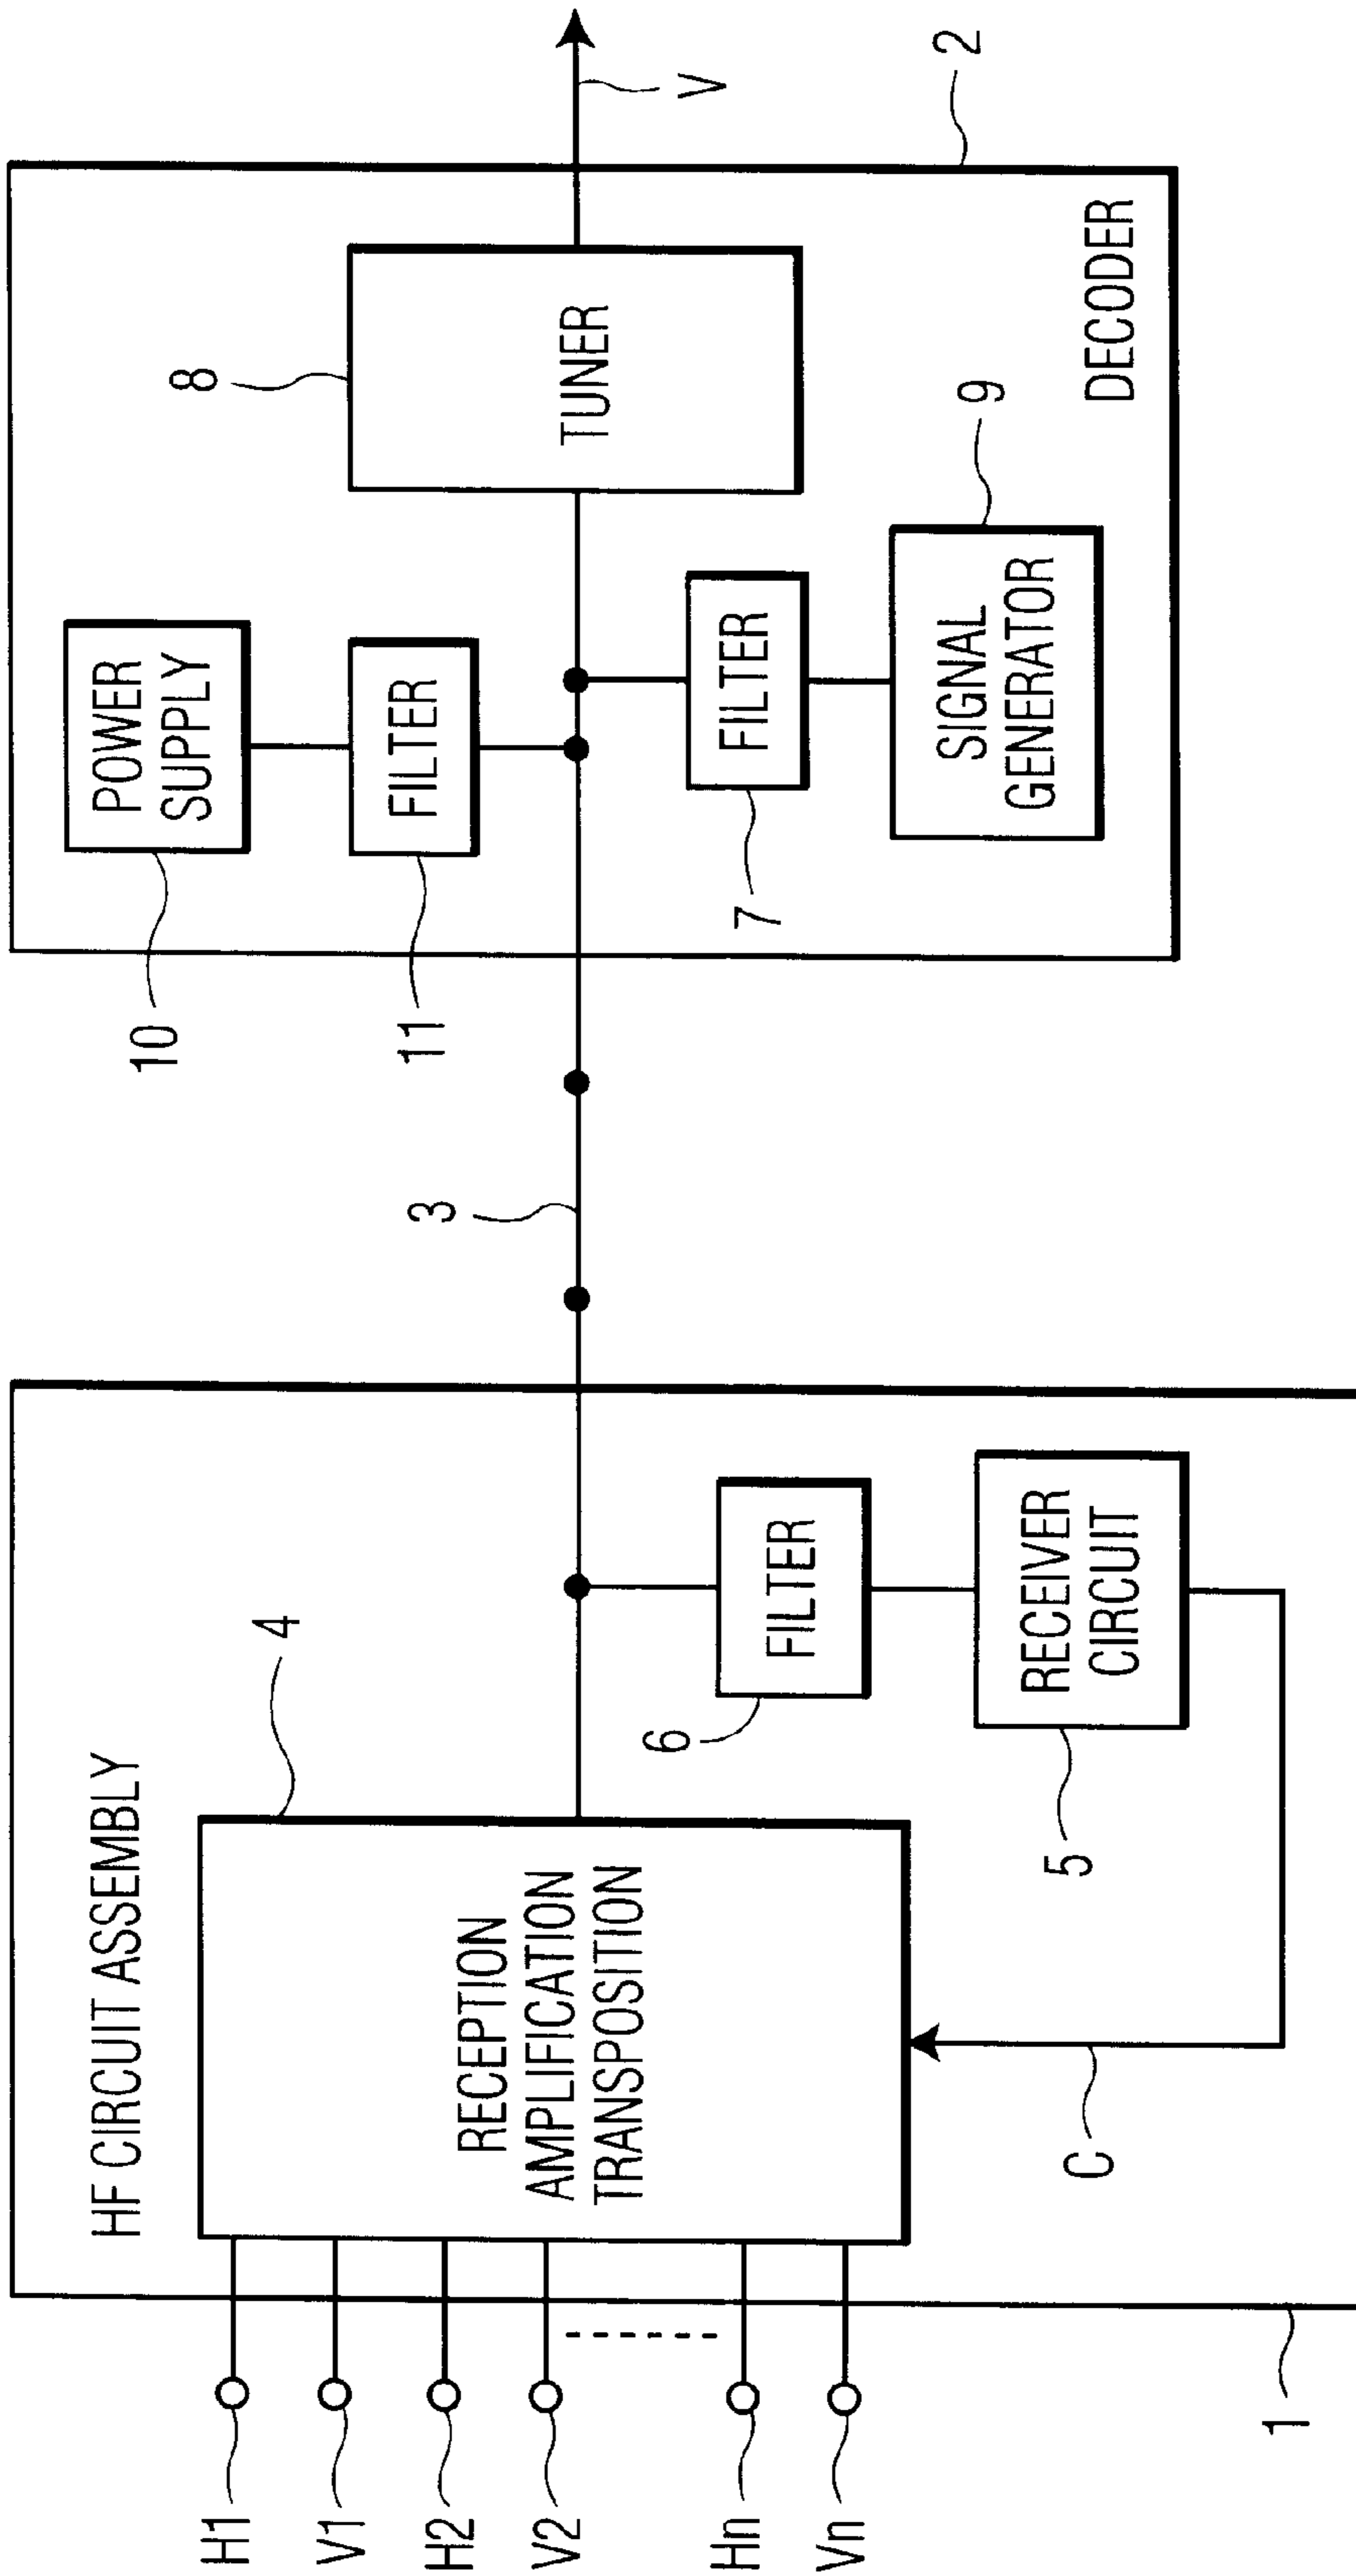 HF CIRCUIT ASSEMBLY
H1
V1
H2
V2
Hn
Vn
RECEPTION
AMPLIFICATION
TRANSPOSITION
4
FILTER
6
RECEIVER
CIRCUIT
5
C
1
3
POWER
SUPPLY
10
FILTER
11
TUNER
8
FILTER
7
SIGNAL
GENERATOR
9
DECODER
2
V